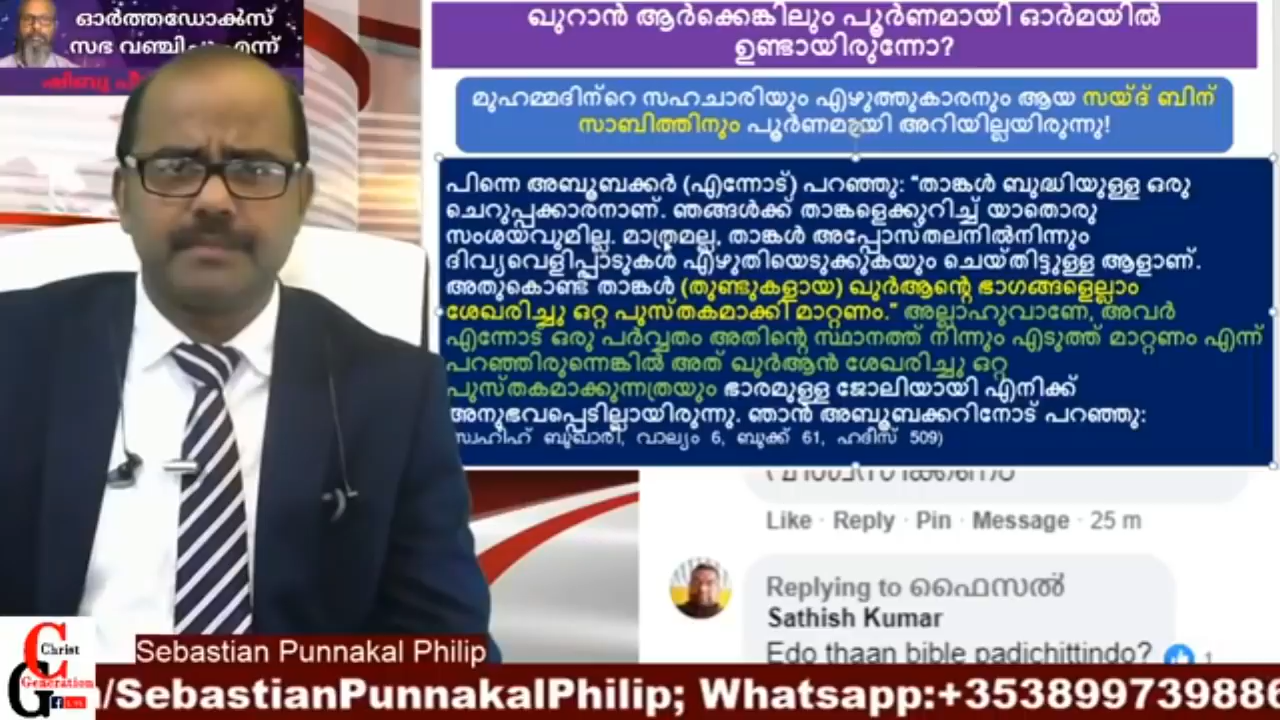 ഓർത്തഡോക്സ്
സഭ
എന്ന്
ഷിബു
ഖുറാൻ ആർക്കെങ്കിലും പൂർണമായി ഓർമയിൽ
ഉണ്ടായിരുന്നോ?
മുഹമ്മദിന്റെ സഹചാരിയും എഴുത്തുകാരനും ആയ സയ്ദ് ബിന്
സാബിത്തിനും പൂർണമായി അറിയില്ലയിരുന്നു!
പിന്നെ അബൂബക്കർ (എന്നോട്) പറഞ്ഞു: “താങ്കൾ ബുദ്ധിയുള്ള ഒരു
ചെറുപ്പക്കാരനാണ്. ഞങ്ങൾക്ക് താങ്കളെക്കുറിച്ച് യാതൊരു
സംശയവുമില്ല. മാത്രമല്ല, താങ്കൾ അപ്പോസ്തലനിൽനിന്നും
ദിവ്യവെളിപ്പാടുകൾ എഴുതിയെടുക്കുകയും ചെയ്തിട്ടുള്ള ആളാണ്.
അതുകൊണ്ട് താങ്കൾ (തുണ്ടുകളായ) ഖുർആന്റെ ഭാഗങ്ങളെല്ലാം
ശേഖരിച്ചു ഒറ്റ പുസ്തകമാക്കി മാറ്റണം.” അല്ലാഹുവാണേ, അവർ
എന്നോട് ഒരു പർവ്വതം അതിന്റെ സ്ഥാനത്ത് നിന്നും എടുത്ത് മാറ്റണം എന്ന്
പറഞ്ഞിരുന്നെങ്കിൽ അത് ഖുർആൻ ശേഖരിച്ചു ഒറ്റ
പുസ്തകമാക്കുന്നത്രയും ഭാരമുള്ള ജോലിയായി എനിക്ക്
അനുഭവപ്പെടില്ലായിരുന്നു. ഞാൻ അബൂബക്കറിനോട് പറഞ്ഞു:
സ്വഹീഹ് ബുഖാരി, വാല്യം 6, ബുക്ക് 61, ഹദീസ് 509)
Like · Reply · Pin · Message · 25 m
Replying to ഫൈസൽ
Sathish Kumar
Edo thaan bible padichittindo? 1
Christ
Generation
Sebastian Punnakal Philip
/SebastianPunnakalPhilip; Whatsapp:+353899739886